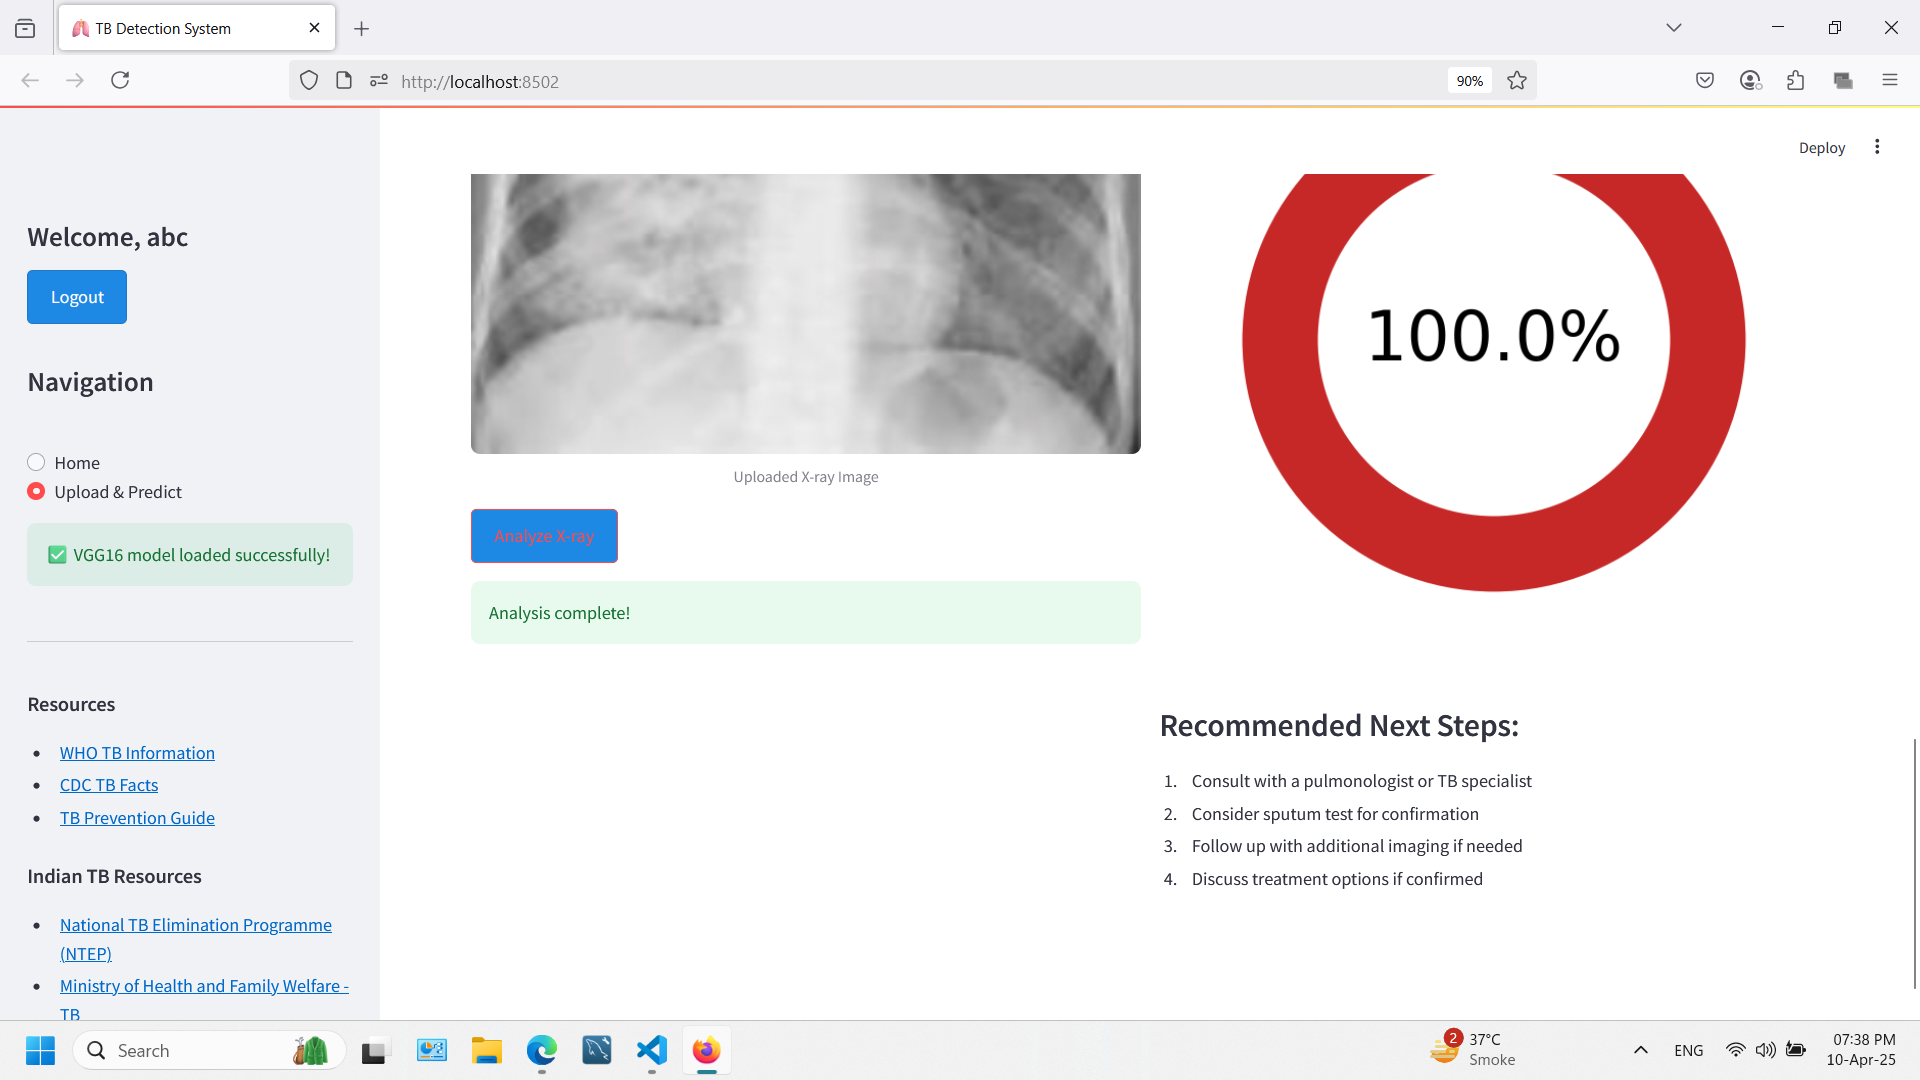 TB Detection System
http://localhost:8502
90%
Deploy
Welcome, abc
Logout
Navigation
Home
Upload & Predict
VGG16 model loaded successfully!
Resources
WHO TB Information
CDC TB Facts
TB Prevention Guide
Indian TB Resources
National TB Elimination Programme
(NTEP)
Ministry of Health and Family Welfare -
TB
Uploaded X-ray Image
Analyze X-ray
Analysis complete!
100.0%
Recommended Next Steps:
1. Consult with a pulmonologist or TB specialist
2. Consider sputum test for confirmation
3. Follow up with additional imaging if needed
4. Discuss treatment options if confirmed
Search
2
37°C
Smoke
ENG
07:38 PM
10-Apr-25